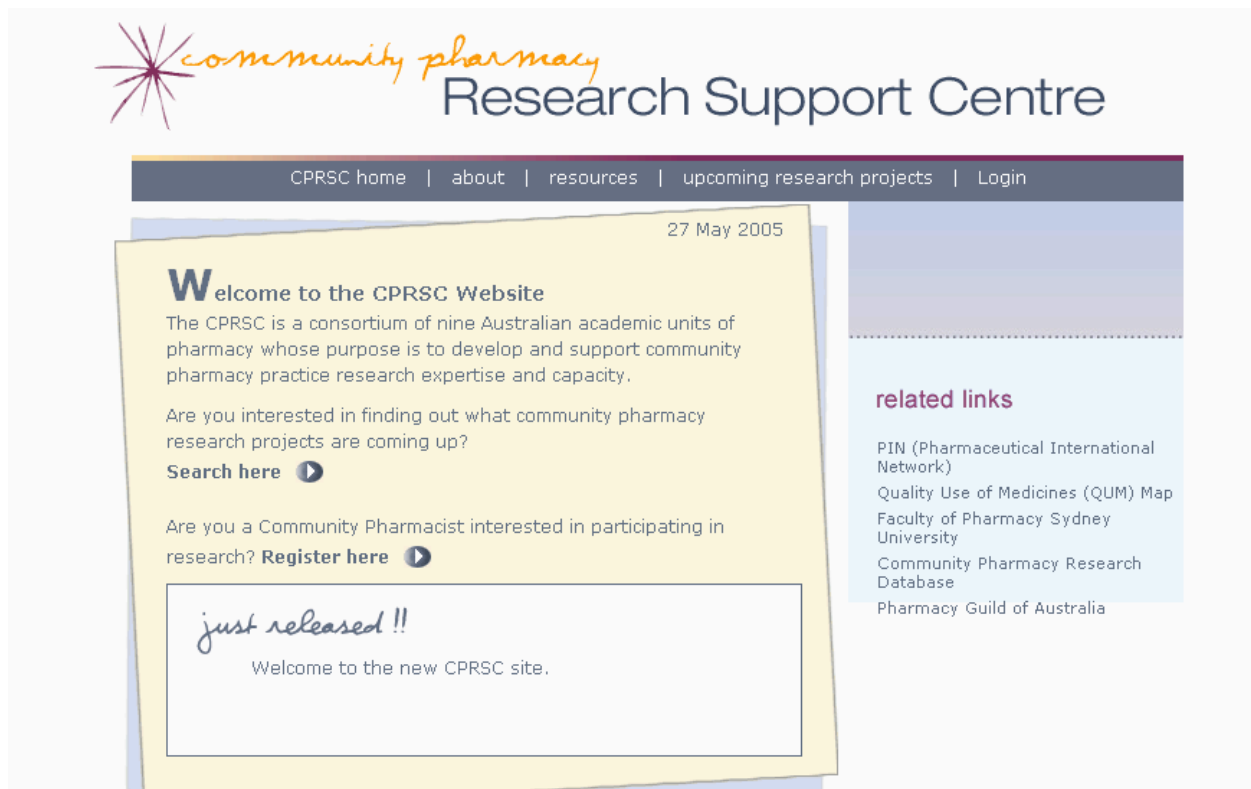 community pharmacy
Research Support Centre
CPRSC home | about | resources | upcoming research projects | Login
27 May 2005
Welcome to the CPRSC Website
The CPRSC is a consortium of nine Australian academic units of
pharmacy whose purpose is to develop and support community
pharmacy practice research expertise and capacity.
Are you interested in finding out what community pharmacy
research projects are coming up?
Search here
Are you a Community Pharmacist interested in participating in
research? Register here
just released !!
Welcome to the new CPRSC site.
related links
PIN (Pharmaceutical International
Network)
Quality Use of Medicines (QUM) Map
Faculty of Pharmacy Sydney
University
Community Pharmacy Research
Database
Pharmacy Guild of Australia